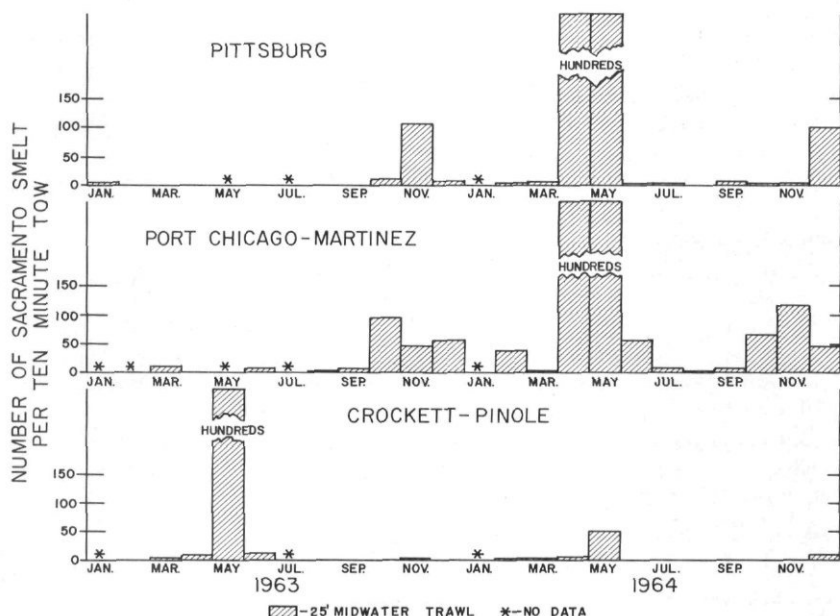 NUMBER OF SACRAMENTO SMELT
PER TEN MINUTE TOW
PITTSBURG
HUNDREDS
150
100
50
0
* * *
JAN. MAR. MAY JUL. SEP. NOV. JAN. MAR. MAY JUL. SEP. NOV.
PORT CHICAGO-MARTINEZ
HUNDREDS
150
100
50
0
* * * * *
JAN. MAR. MAY JUL. SEP. NOV. JAN. MAR. MAY JUL. SEP. NOV.
CROCKETT-PINOLE
HUNDREDS
150
100
50
0
* * *
JAN. MAR. MAY JUL. SEP. NOV. JAN. MAR. MAY JUL. SEP. NOV.
1963 1964
-25' MIDWATER TRAWL *-NO DATA